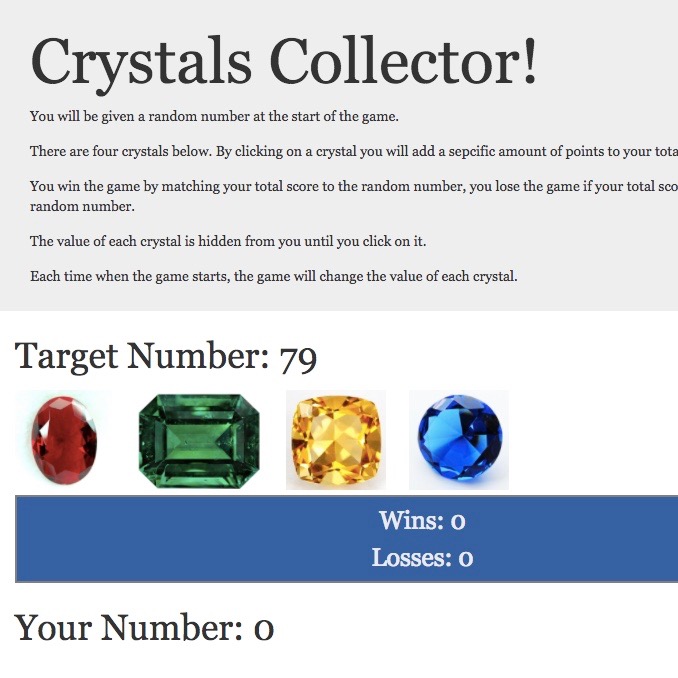 Crystals Collector!
You will be given a random number at the start of the game.
There are four crystals below. By clicking on a crystal you will add a sepcific amount of points to your tota
You win the game by matching your total score to the random number, you lose the game if your total sco
random number.
The value of each crystal is hidden from you until you click on it.
Each time when the game starts, the game will change the value of each crystal.
Target Number: 79
Wins: 0
Losses: 0
Your Number: 0